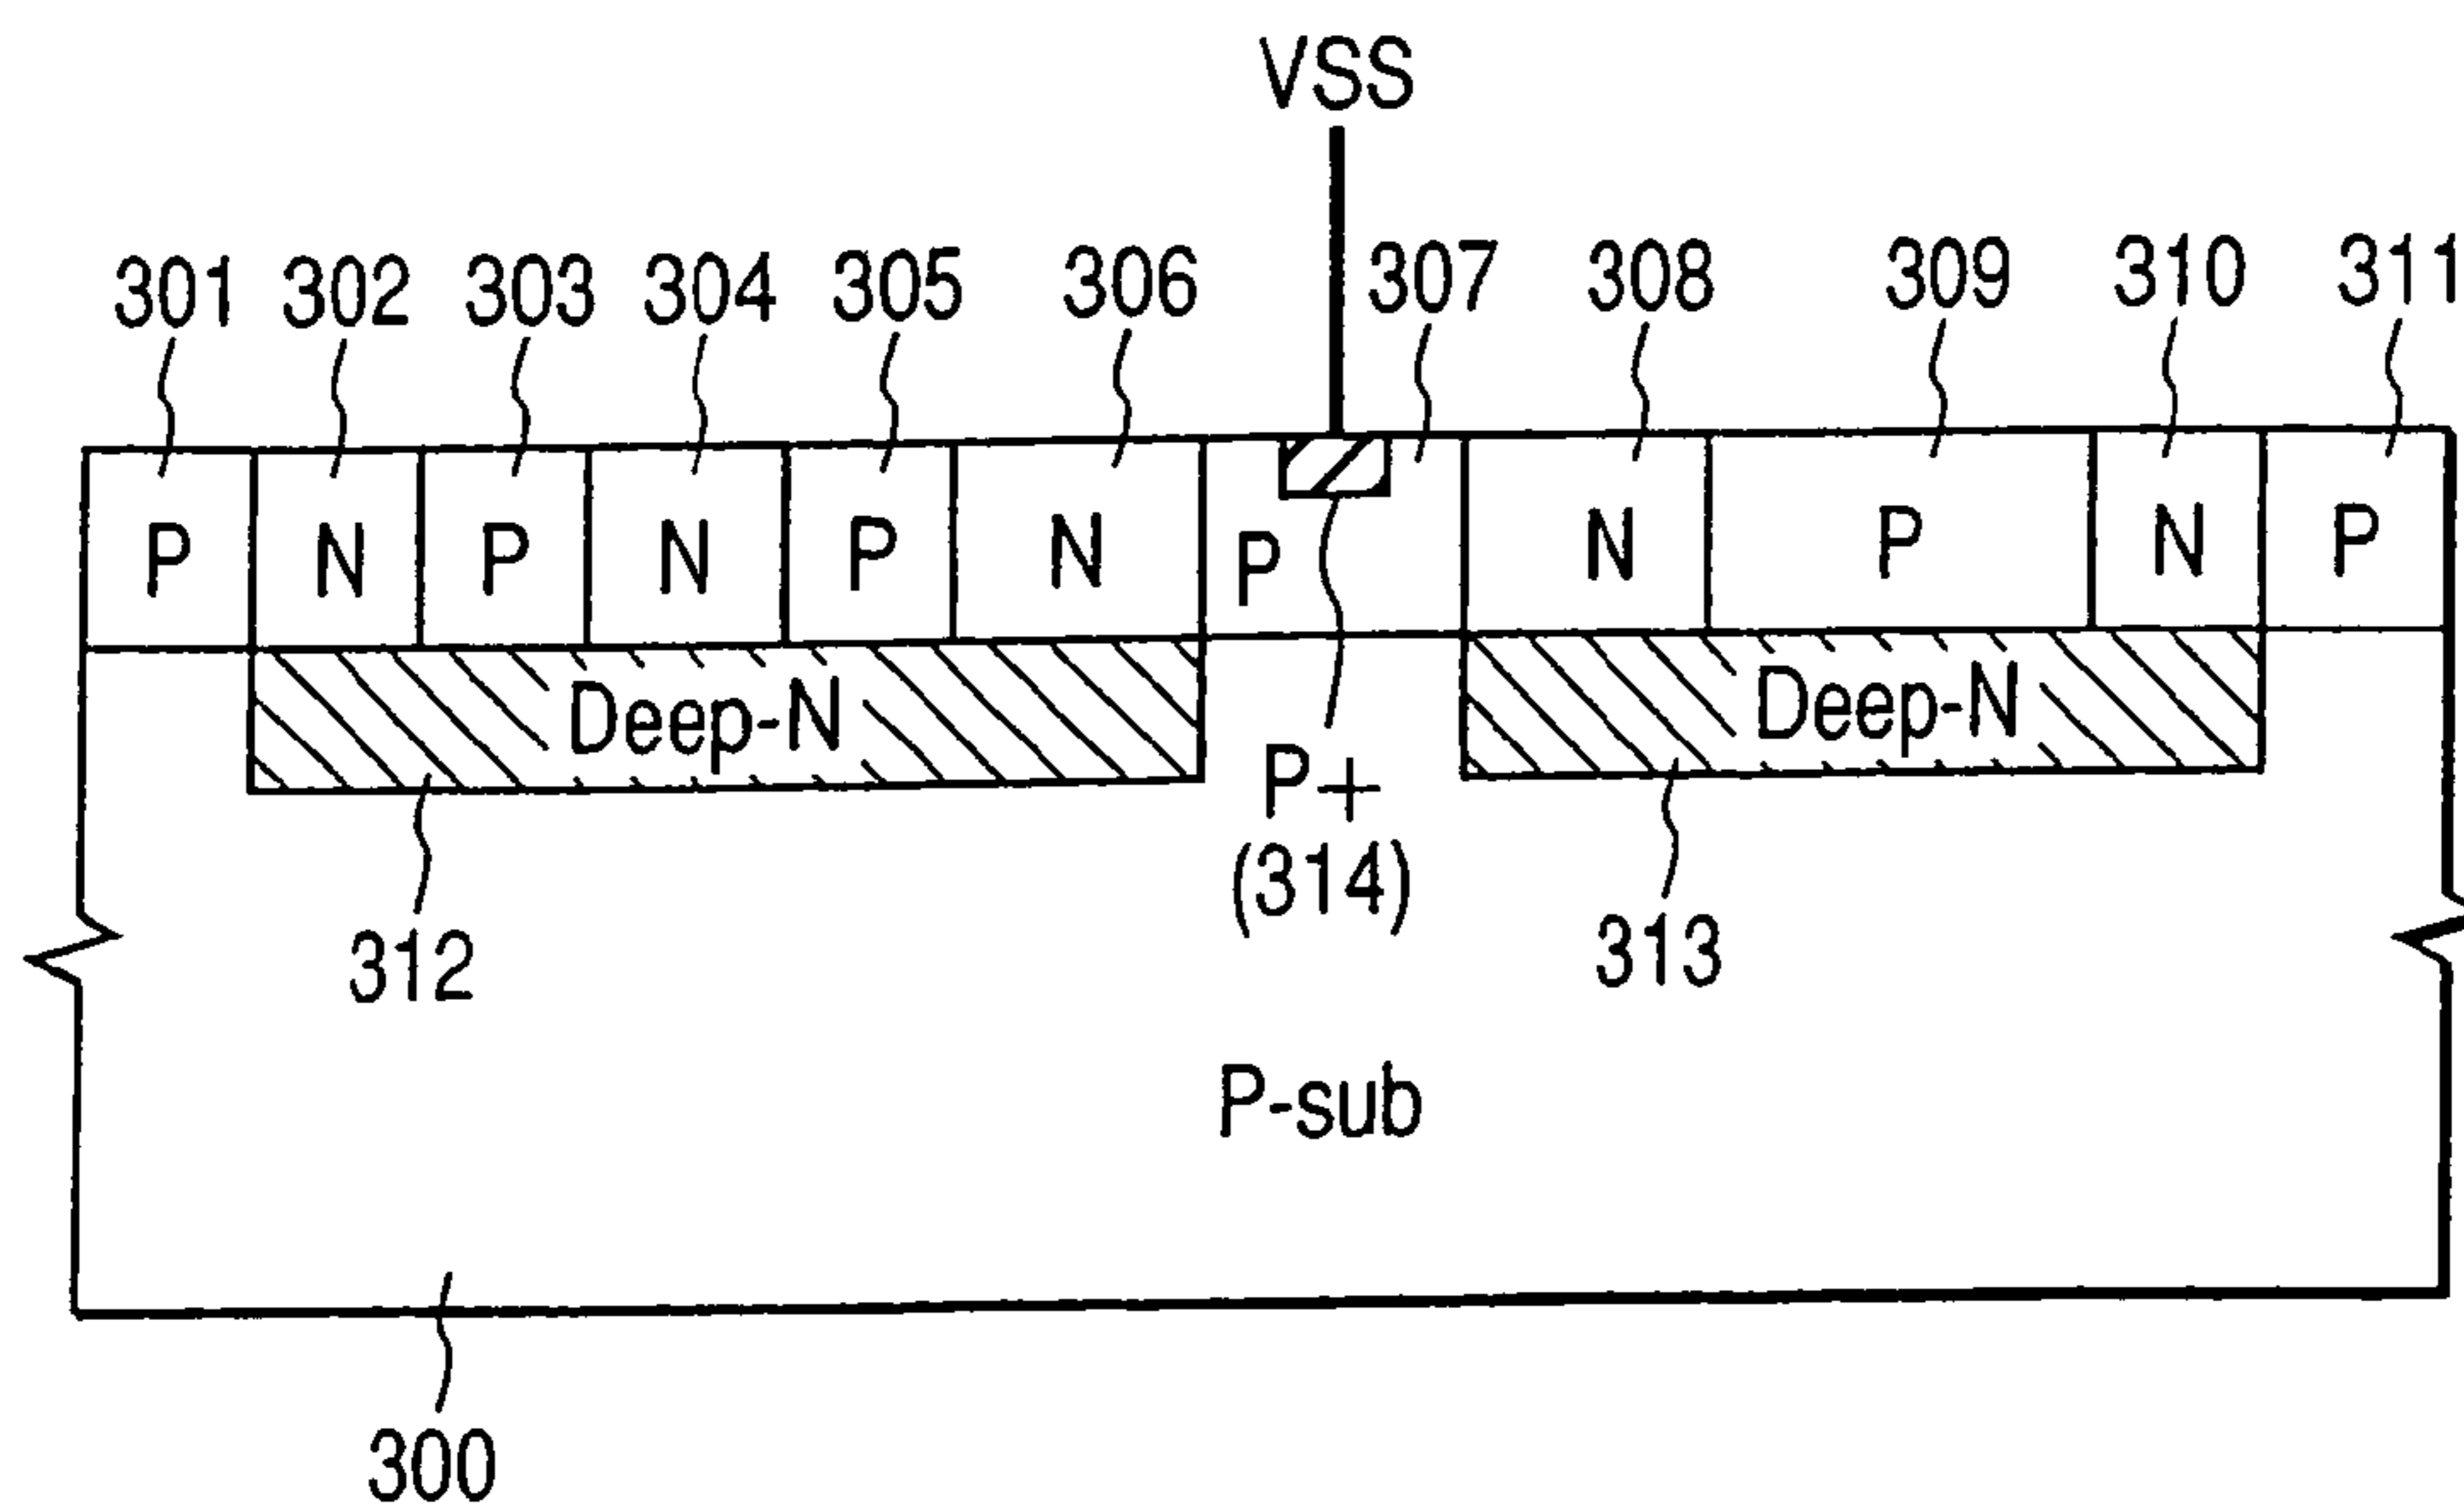 VSS
301 302 303 304 305 306 307 308 309 310 311
P N P N P N P N P N P
Deep-N Deep-N
P+
(314)
312 313
P-sub
300